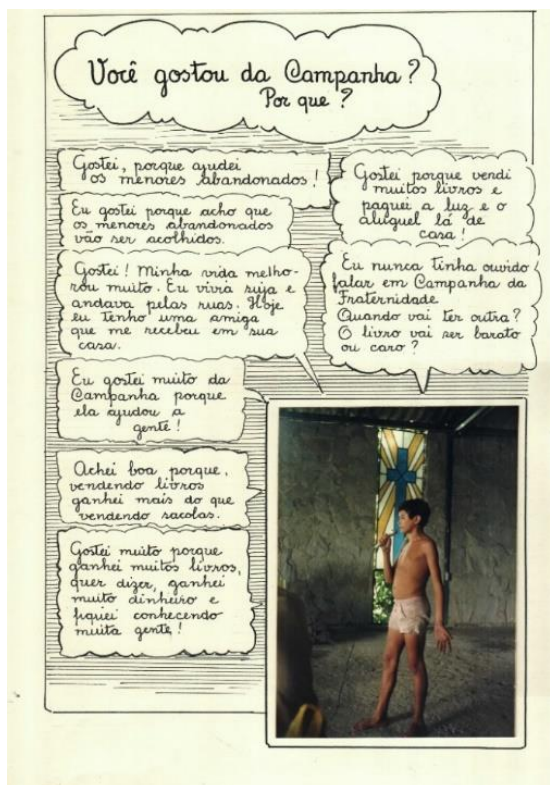 Você gostou da Campanha?
Por que?
Gostei, porque ajudei
os menores abandonados!
Eu gostei porque acho que
os menores abandonados
vão ser acolhidos.
Gostei! Minha vida melho-
rou muito. Eu vivia suja e
andava pelas ruas. Hoje
eu tenho uma amiga
que me recebeu em sua
casa.
Eu gostei muito da
Campanha porque
ela ajudou a
gente!
Achei boa porque,
vendendo livros
ganhei mais do que
vendendo sacolas.
Gostei muito porque
ganhei muitos livros,
quer dizer, ganhei
muito dinheiro e
fiquei conhecendo
muita gente!
Gostei porque vendi
muitos livros e
paguei a luz e o
aluguel lá de
casa!
Eu nunca tinha ouvido
falar em Campanha da
Fraternidade
Quando vai ter outra?
O livro vai ser barato
ou caro?